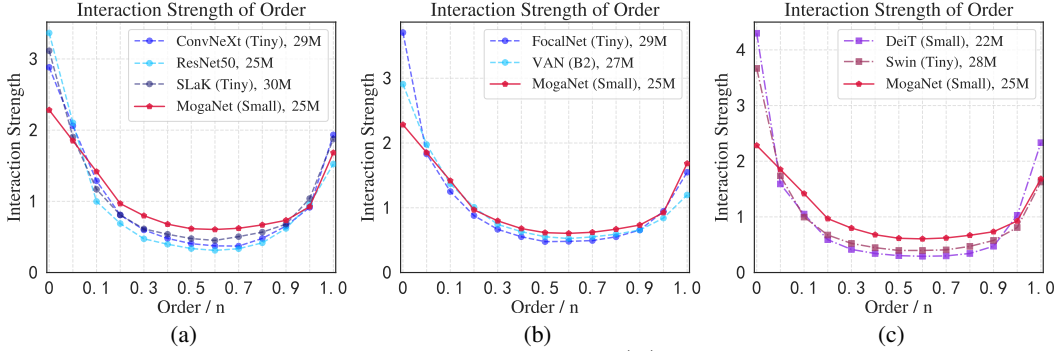 Interaction Strength of Order
Interaction Strength
3
2
1
0
ConvNeXt (Tiny), 29M
ResNet50, 25M
SLaK (Tiny), 30M
MogaNet (Small), 25M
0 0.1 0.3 0.5 0.7 0.9 1.0
Order / n
(a)
Interaction Strength of Order
Interaction Strength
3
2
1
0
FocalNet (Tiny), 29M
VAN (B2), 27M
MogaNet (Small), 25M
0 0.1 0.3 0.5 0.7 0.9 1.0
Order / n
(b)
Interaction Strength of Order
Interaction Strength
4
3
2
1
0
DeiT (Small), 22M
Swin (Tiny), 28M
MogaNet (Small), 25M
0 0.1 0.3 0.5 0.7 0.9 1.0
Order / n
(c)